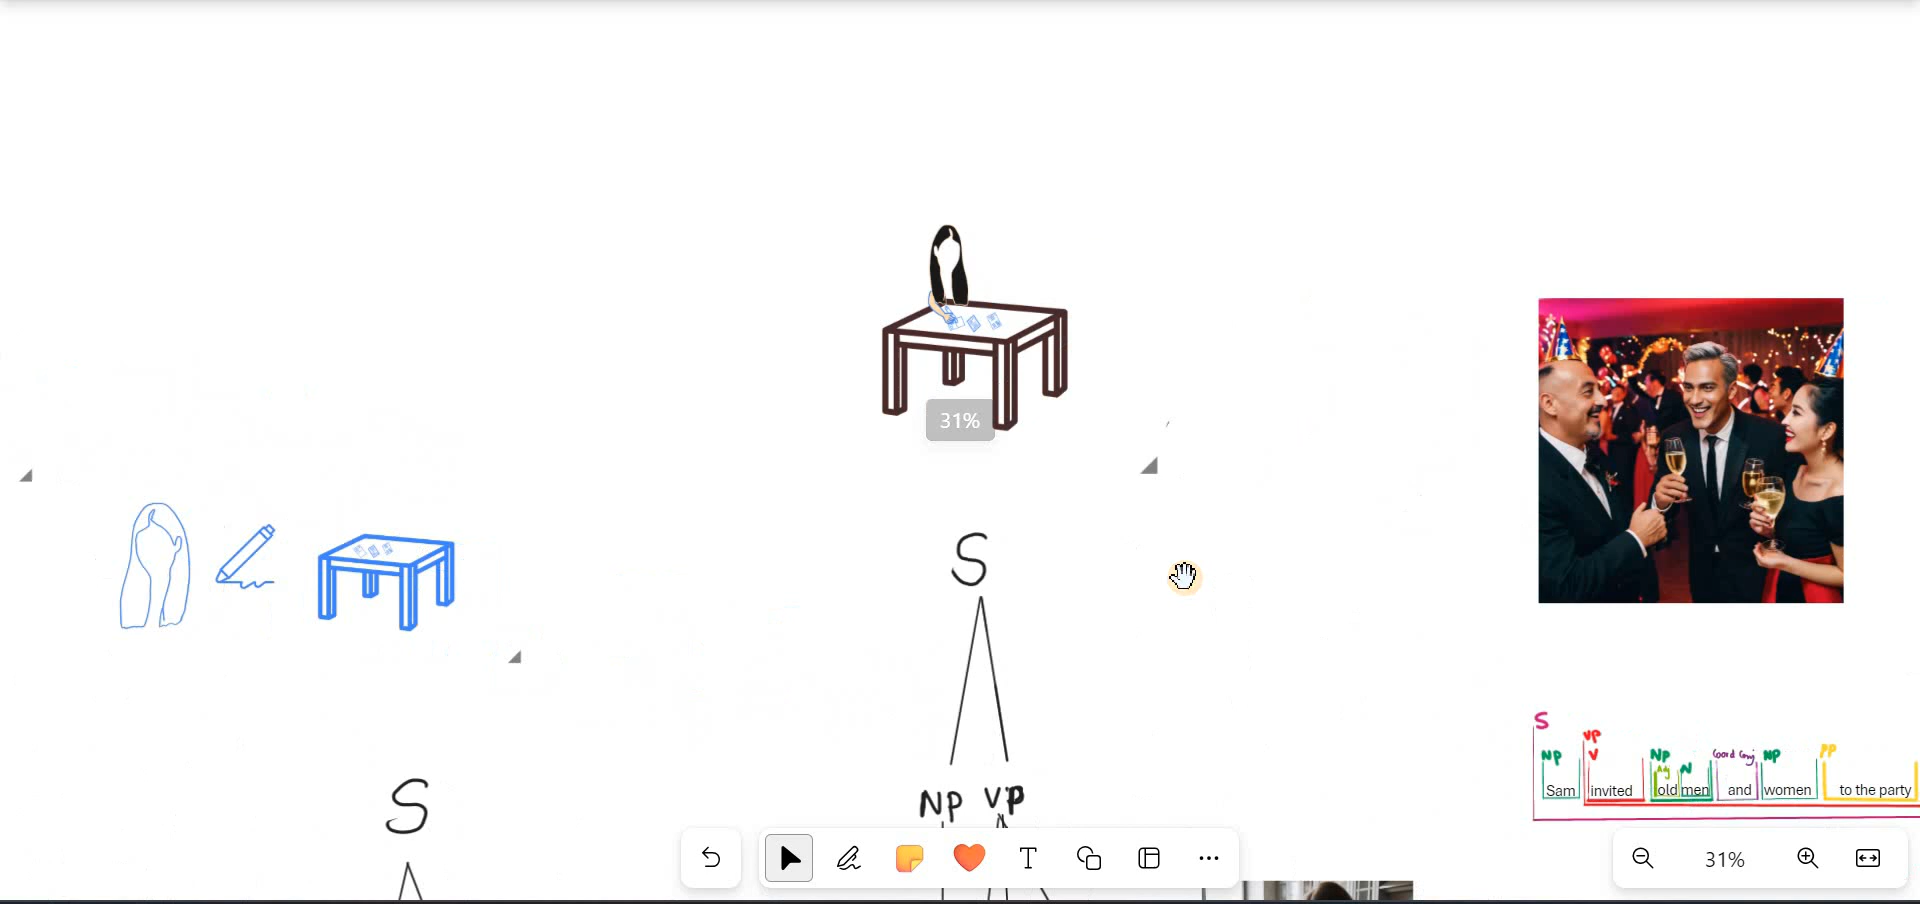 31%
S
S
NP VP
S
VP
NP V NP Coord Conj NP PP
Adj N
Sam invited old men and women to the party
T
31%